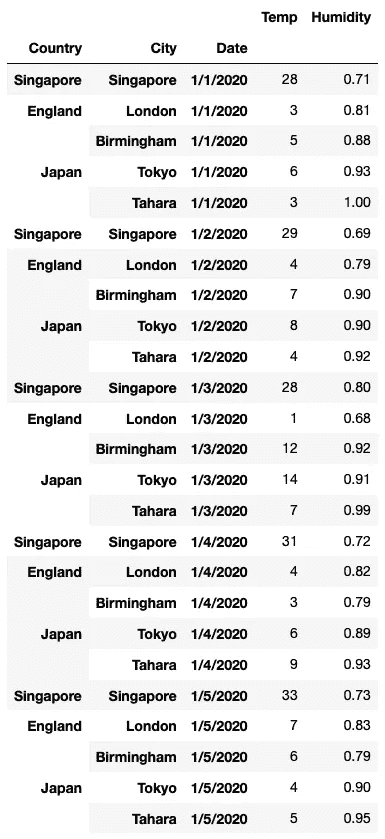 Temp Humidity
Country City Date
Singapore Singapore 1/1/2020 28 0.71
England London 1/1/2020 3 0.81
Birmingham 1/1/2020 5 0.88
Japan Tokyo 1/1/2020 6 0.93
Tahara 1/1/2020 3 1.00
Singapore Singapore 1/2/2020 29 0.69
England London 1/2/2020 4 0.79
Birmingham 1/2/2020 7 0.90
Japan Tokyo 1/2/2020 8 0.90
Tahara 1/2/2020 4 0.92
Singapore Singapore 1/3/2020 28 0.80
England London 1/3/2020 1 0.68
Birmingham 1/3/2020 12 0.92
Japan Tokyo 1/3/2020 14 0.91
Tahara 1/3/2020 7 0.99
Singapore Singapore 1/4/2020 31 0.72
England London 1/4/2020 4 0.82
Birmingham 1/4/2020 3 0.79
Japan Tokyo 1/4/2020 6 0.89
Tahara 1/4/2020 9 0.93
Singapore Singapore 1/5/2020 33 0.73
England London 1/5/2020 7 0.83
Birmingham 1/5/2020 6 0.79
Japan Tokyo 1/5/2020 4 0.90
Tahara 1/5/2020 5 0.95